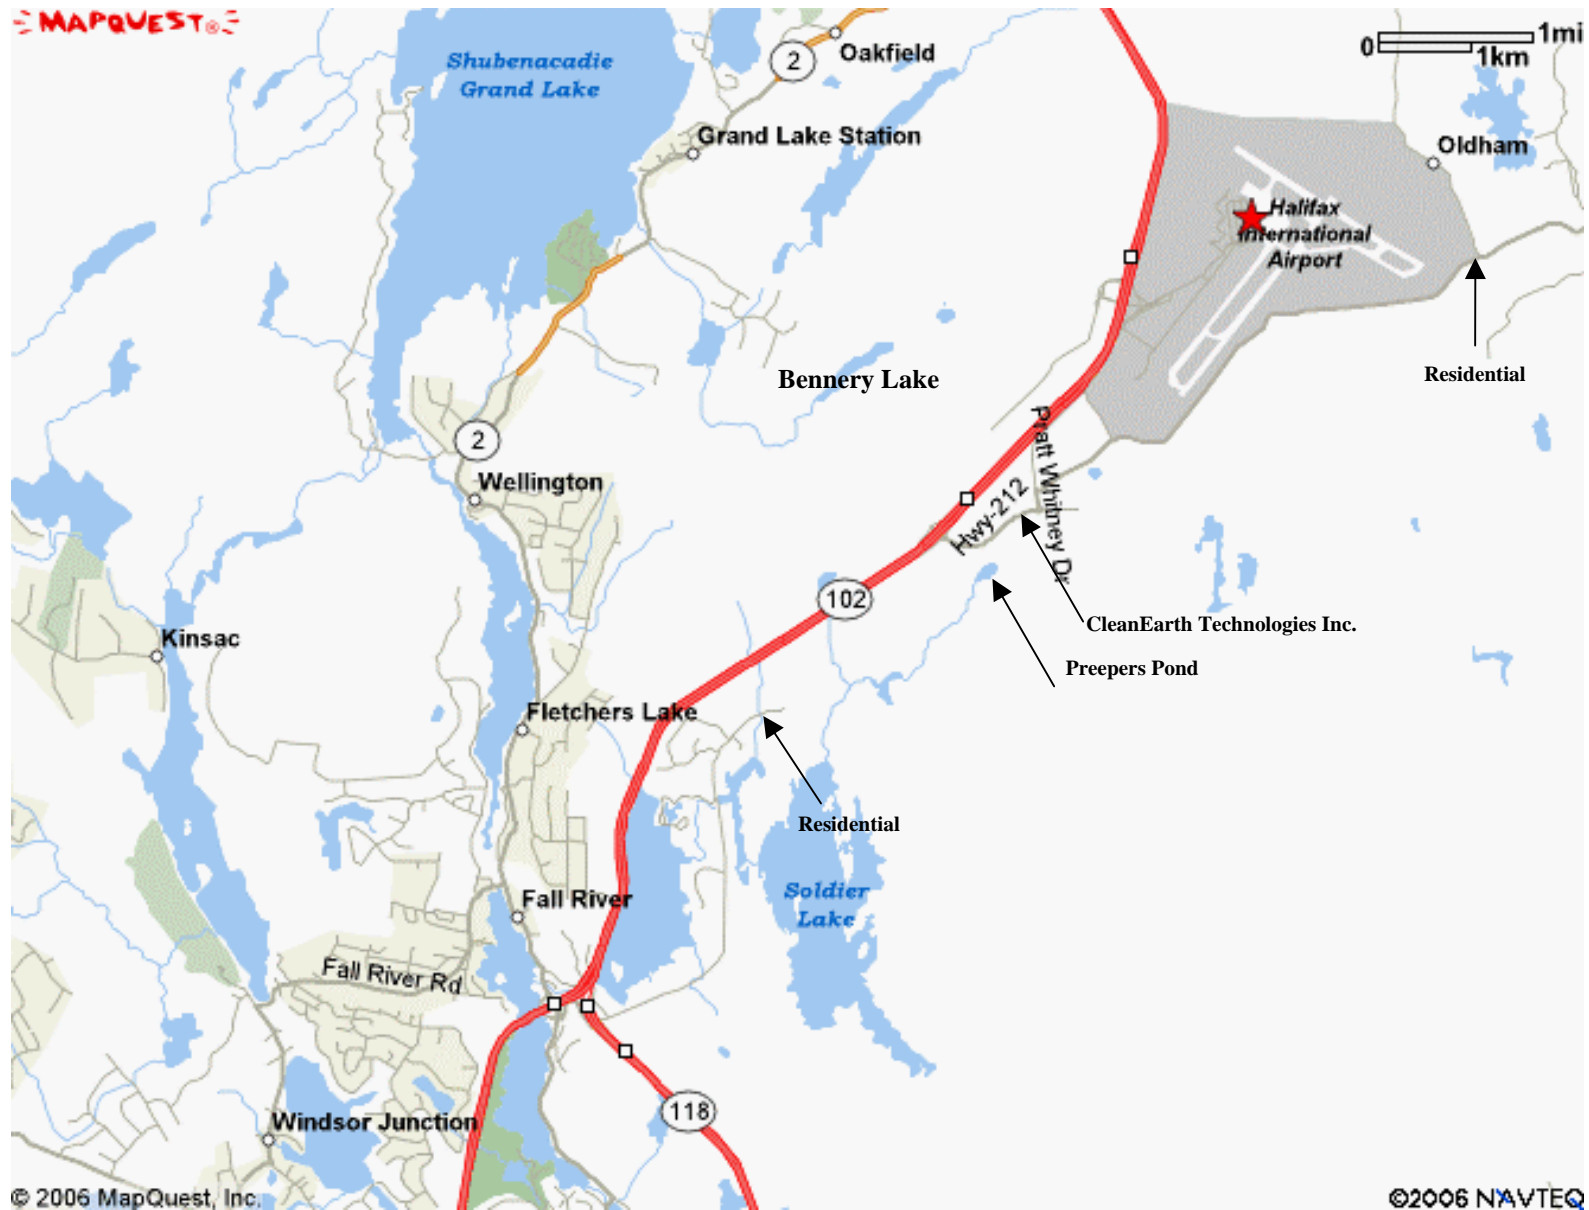 MAPQUEST®
Shubenacadie
Grand Lake
2
Oakfield
0
1mi
1km
Grand Lake Station
Oldham
Halifax
International
Airport
Residential
Bennery Lake
2
Wellington
Pratt Whitney Dr
Hwy-212
102
CleanEarth Technologies Inc.
Preepers Pond
Kinsac
Fletchers Lake
Residential
Soldier
Lake
Fall River
Fall River Rd
118
Windsor Junction
© 2006 MapQuest, Inc.
©2006 NAVTEQ